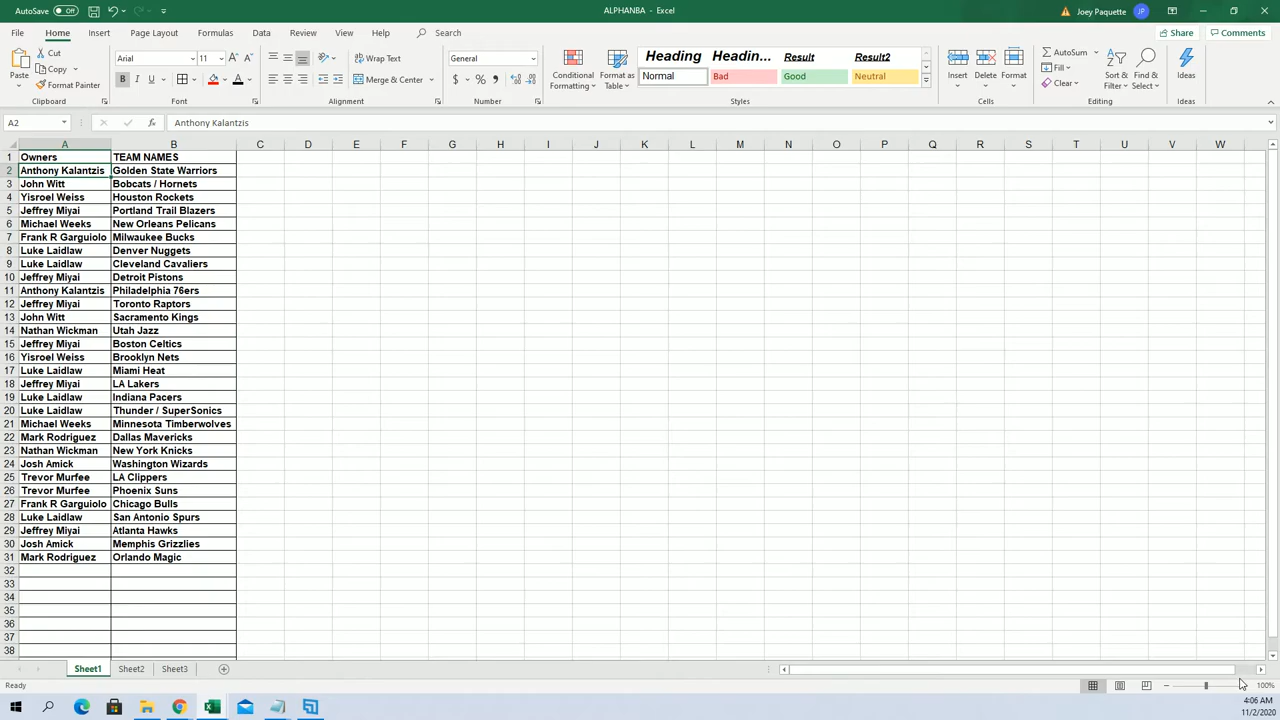 AutoSave Off ALPHANBA - Excel Joey Paquette JP
File Home Insert Page Layout Formulas Data Review View Help Search Share Comments
Paste Cut Copy Format Painter Clipboard
Arial 11 A A B I U A Font
Wrap Text Merge & Center Alignment
General $ % , Number
Conditional Formatting Format as Table
Heading Headin... Result Result2
Normal Bad Good Neutral
Styles
Insert Delete Format Cells
AutoSum Fill Clear Sort & Filter Find & Select Editing
Ideas Ideas
A2 fx Anthony Kalantzis
A B C D E F G H I J K L M N O P Q R S T U V W
1 Owners TEAM NAMES
2 Anthony Kalantzis Golden State Warriors
3 John Witt Bobcats / Hornets
4 Yisroel Weiss Houston Rockets
5 Jeffrey Miyai Portland Trail Blazers
6 Michael Weeks New Orleans Pelicans
7 Frank R Garguiolo Milwaukee Bucks
8 Luke Laidlaw Denver Nuggets
9 Luke Laidlaw Cleveland Cavaliers
10 Jeffrey Miyai Detroit Pistons
11 Anthony Kalantzis Philadelphia 76ers
12 Jeffrey Miyai Toronto Raptors
13 John Witt Sacramento Kings
14 Nathan Wickman Utah Jazz
15 Jeffrey Miyai Boston Celtics
16 Yisroel Weiss Brooklyn Nets
17 Luke Laidlaw Miami Heat
18 Jeffrey Miyai LA Lakers
19 Luke Laidlaw Indiana Pacers
20 Luke Laidlaw Thunder / SuperSonics
21 Michael Weeks Minnesota Timberwolves
22 Mark Rodriguez Dallas Mavericks
23 Nathan Wickman New York Knicks
24 Josh Amick Washington Wizards
25 Trevor Murfee LA Clippers
26 Trevor Murfee Phoenix Suns
27 Frank R Garguiolo Chicago Bulls
28 Luke Laidlaw San Antonio Spurs
29 Jeffrey Miyai Atlanta Hawks
30 Josh Amick Memphis Grizzlies
31 Mark Rodriguez Orlando Magic
32
33
34
35
36
37
38
Sheet1 Sheet2 Sheet3
Ready 100%
4:06 AM
11/2/2020